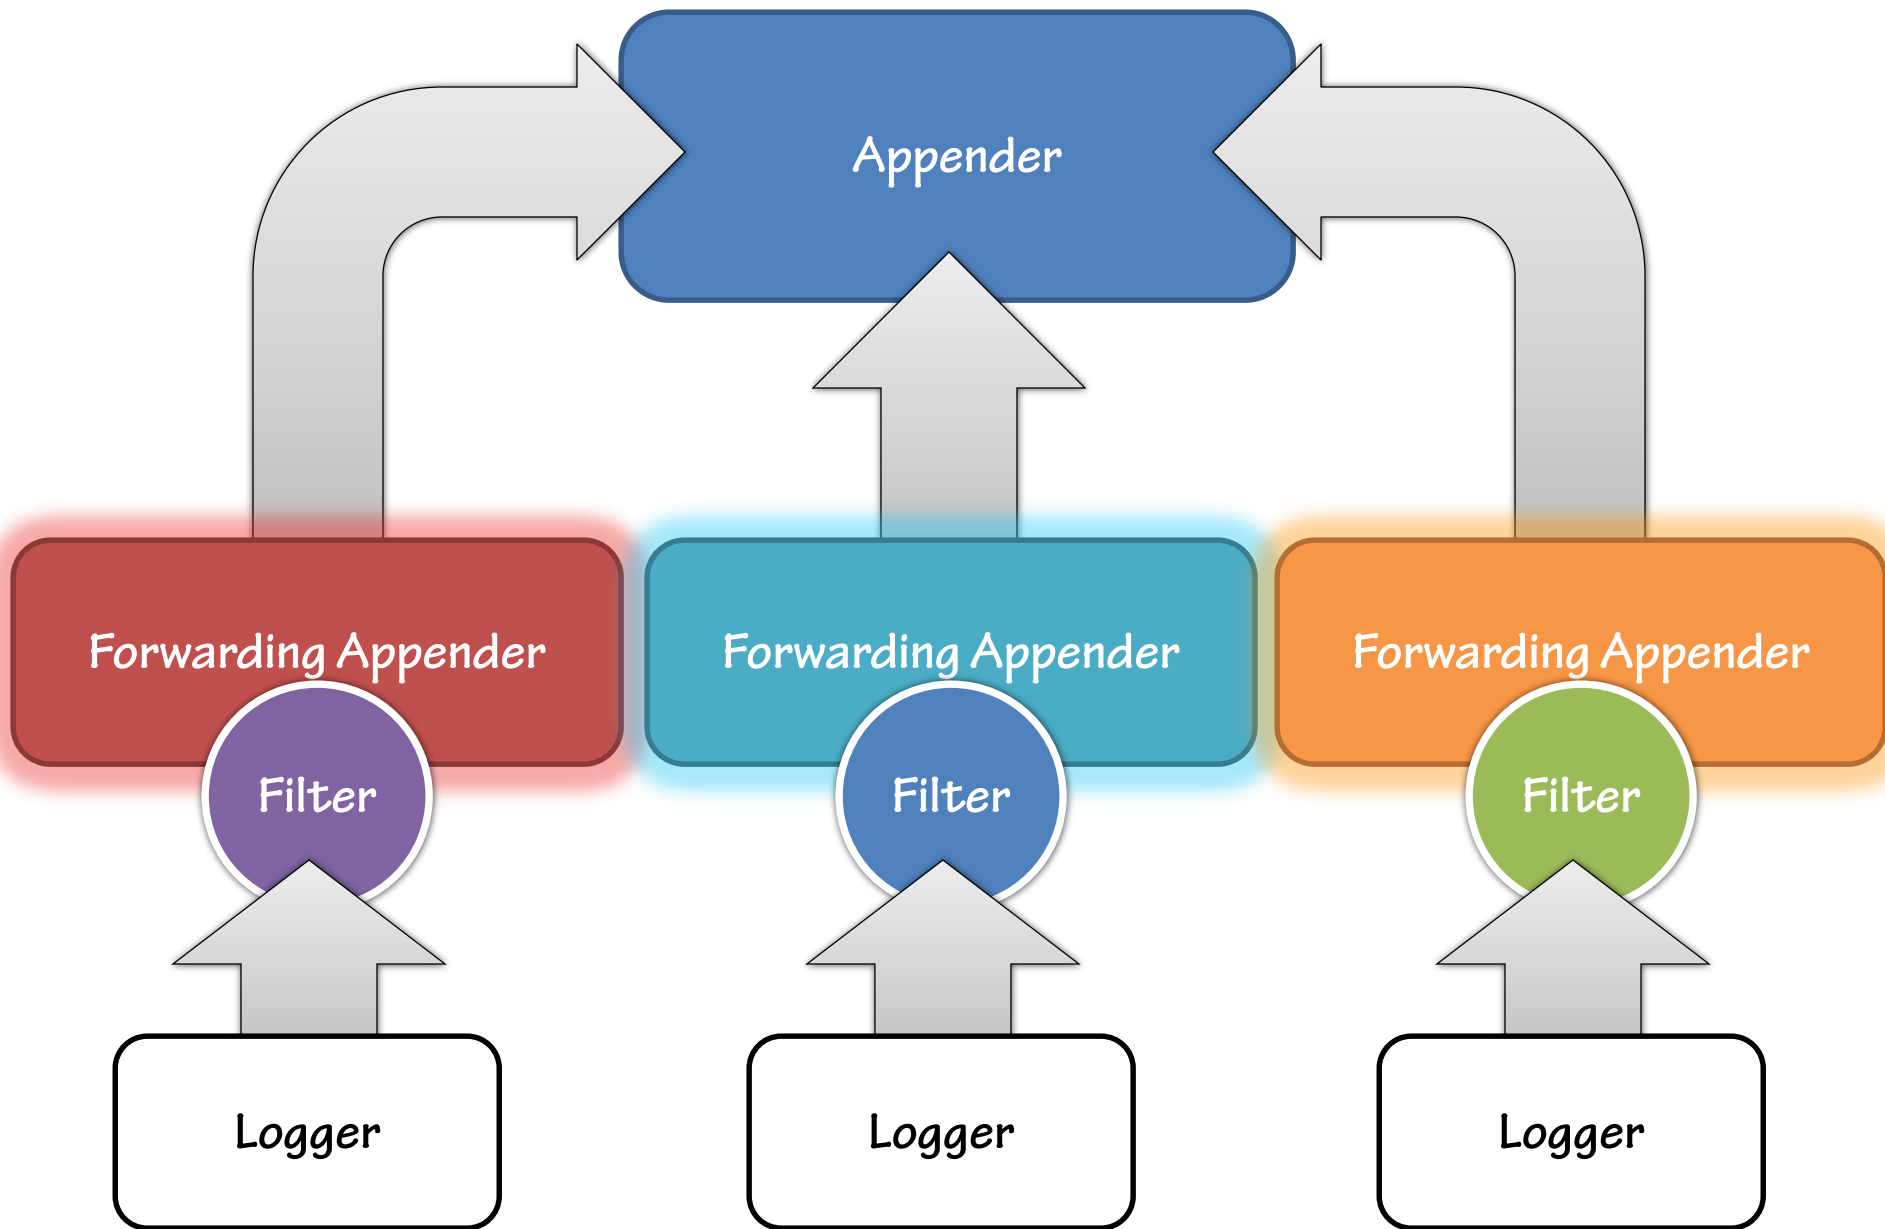 Appender
Forwarding Appender
Forwarding Appender
Forwarding Appender
Filter
Filter
Filter
Logger
Logger
Logger